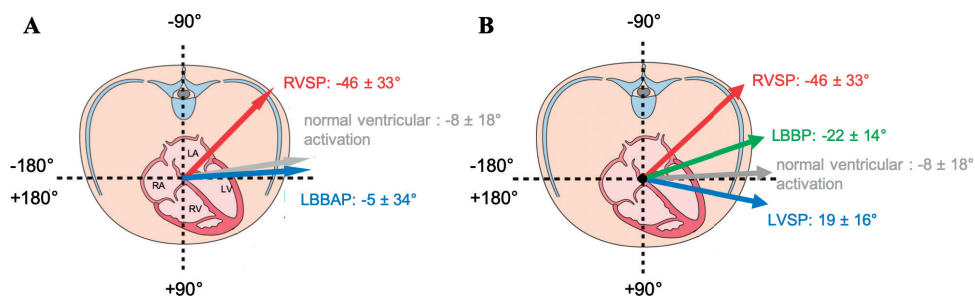 A
-90°
RVSP: -46 ± 33°
normal ventricular : -8 ± 18°
activation
LA
-180°
+180°
RA
LV
LBBAP: -5 ± 34°
RV
+90°
B
-90°
RVSP: -46 ± 33°
LBBP: -22 ± 14°
-180°
+180°
normal ventricular : -8 ± 18°
activation
LVSP: 19 ± 16°
+90°